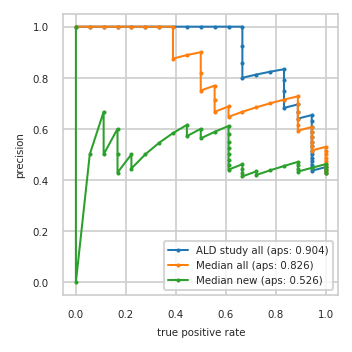 1.0
0.8
0.6
0.4
0.2
0.0
precision
0.0 0.2 0.4 0.6 0.8 1.0
true positive rate
ALD study all (aps: 0.904)
Median all (aps: 0.826)
Median new (aps: 0.526)